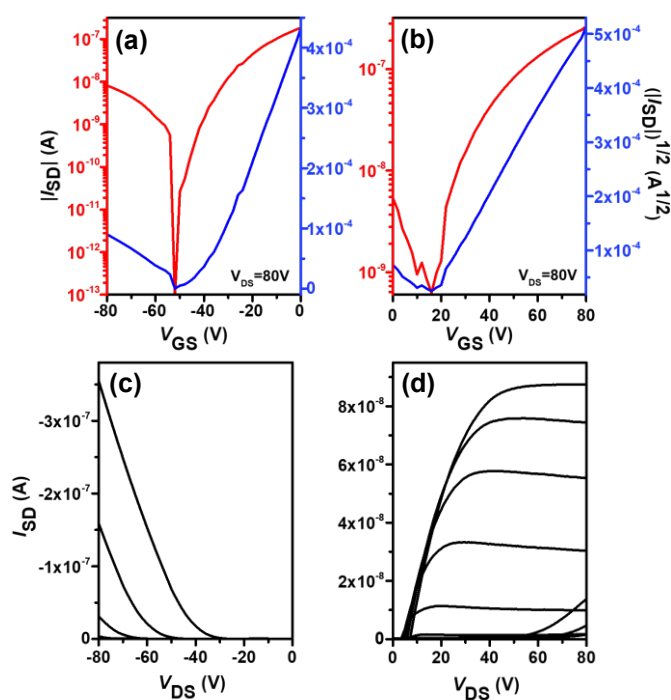 (a)
10^-7
10^-8
10^-9
10^-10
10^-11
10^-12
10^-13
|I_SD| (A)
4x10^-4
3x10^-4
2x10^-4
1x10^-4
0
V_DS=80V
-80 -60 -40 -20 0
V_GS (V)
(b)
10^-7
10^-8
10^-9
5x10^-4
4x10^-4
3x10^-4
2x10^-4
1x10^-4
(|I_SD|)^1/2 (A^1/2)
V_DS=80V
0 20 40 60 80
V_GS (V)
(c)
-3x10^-7
-2x10^-7
-1x10^-7
0
I_SD (A)
-80 -60 -40 -20 0
V_DS (V)
(d)
8x10^-8
6x10^-8
4x10^-8
2x10^-8
0
0 20 40 60 80
V_DS (V)